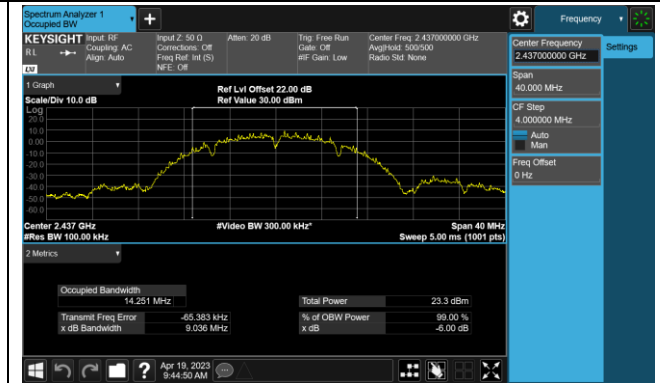 Spectrum Analyzer 1
Occupied BW
+
Frequency
KEYSIGHT
RL
LXI
Input: RF
Coupling: AC
Align: Auto
Input Z: 50 Ω
Corrections: Off
Freq Ref: Int (S)
NFE: Off
Atten: 20 dB
Trig: Free Run
Gate: Off
#IF Gain: Low
Center Freq: 2.437000000 GHz
Avg|Hold: 500/500
Radio Std: None
Center Frequency
2.437000000 GHz
Settings
Span
40.000 MHz
CF Step
4.000000 MHz
Auto
Man
Freq Offset
0 Hz
1 Graph
Scale/Div 10.0 dB
Ref Lvl Offset 22.00 dB
Ref Value 30.00 dBm
Log
20.0
10.0
0.00
-10.0
-20.0
-30.0
-40.0
-50.0
-60.0
Center 2.437 GHz
#Res BW 100.00 kHz
#Video BW 300.00 kHz*
Span 40 MHz
Sweep 5.00 ms (1001 pts)
2 Metrics
Occupied Bandwidth
14.251 MHz
Total Power 23.3 dBm
Transmit Freq Error -65.383 kHz
% of OBW Power 99.00 %
x dB Bandwidth 9.036 MHz
x dB -6.00 dB
?
Apr 19, 2023
9:44:50 AM